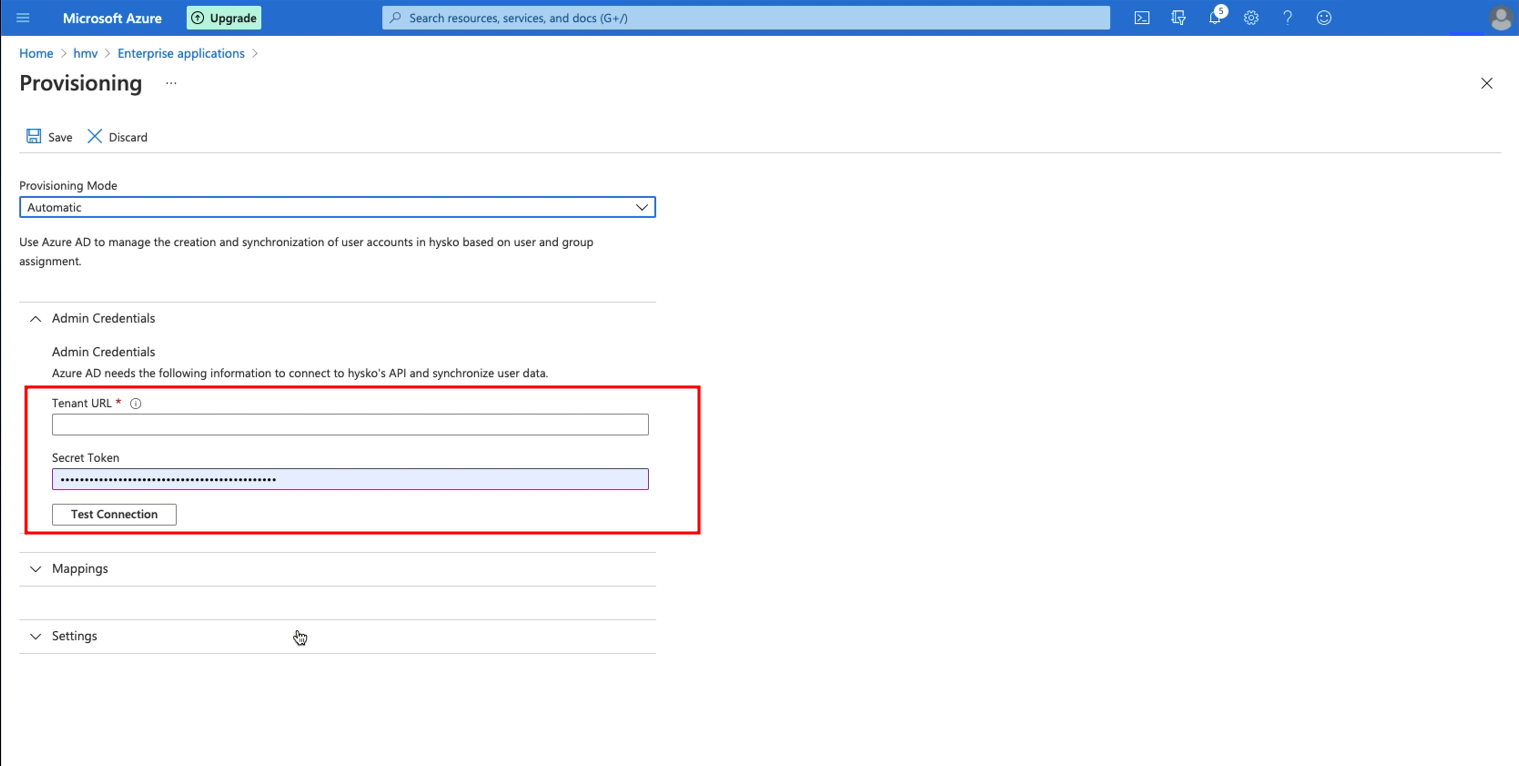 Microsoft Azure
Upgrade
Search resources, services, and docs (G+/)
5
Home > hmv > Enterprise applications >
Provisioning ...
Save Discard
Provisioning Mode
Automatic
Use Azure AD to manage the creation and synchronization of user accounts in hysko based on user and group
assignment.
Admin Credentials
Admin Credentials
Azure AD needs the following information to connect to hysko's API and synchronize user data.
Tenant URL *
Secret Token
Test Connection
Mappings
Settings